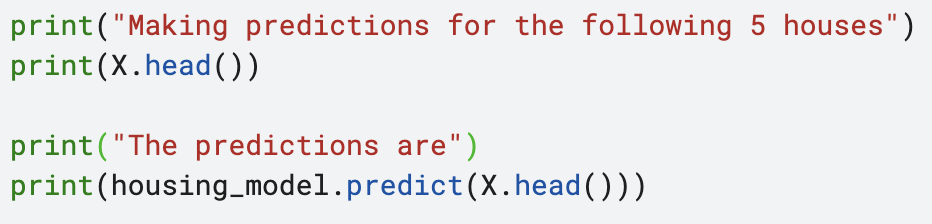 print("Making predictions for the following 5 houses")
print(X.head())
print("The predictions are")
print(housing_model.predict(X.head()))